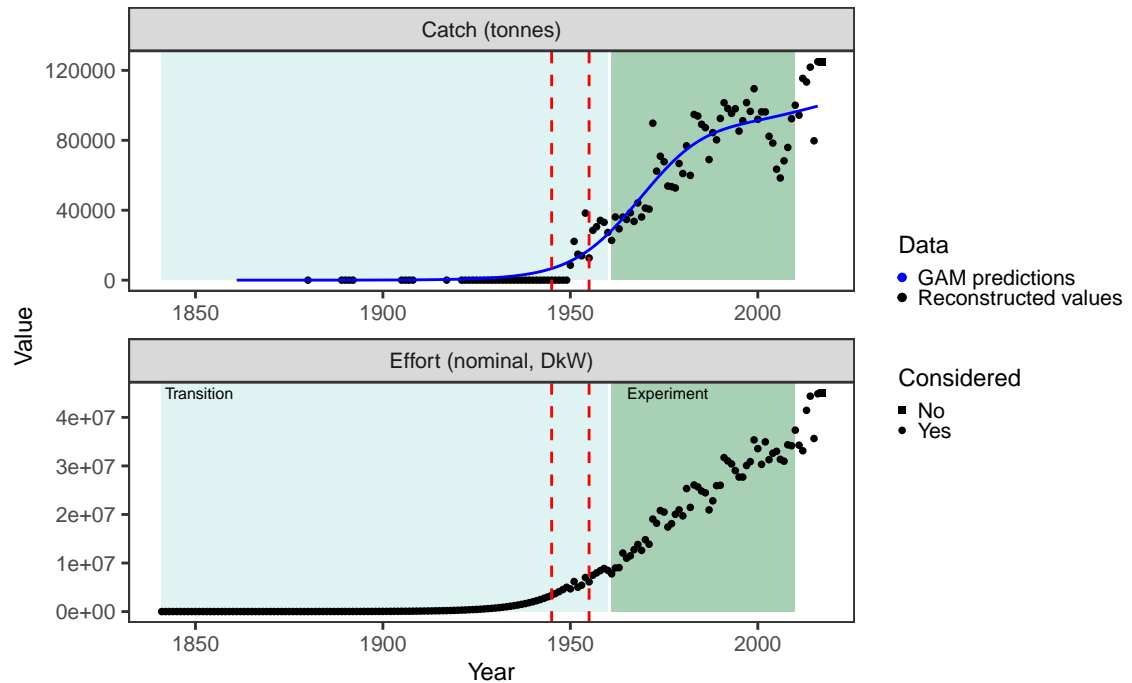 Catch (tonnes)
120000
80000
40000
0
1850 1900 1950 2000
Value
Effort (nominal, DkW)
Transition Experiment
4e+07
3e+07
2e+07
1e+07
0e+00
1850 1900 1950 2000
Year
Data
GAM predictions
Reconstructed values
Considered
No
Yes